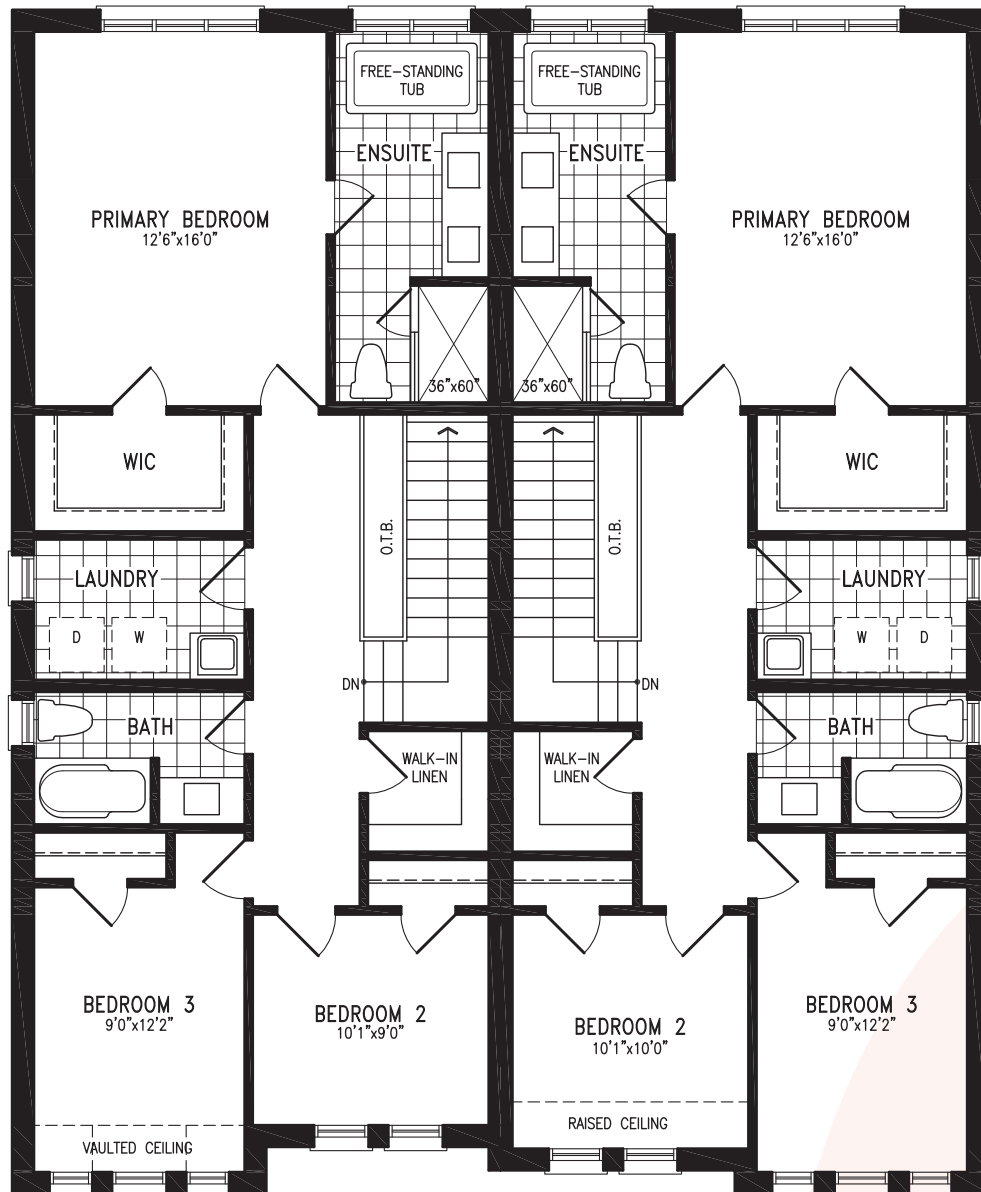 FREE-STANDING
TUB
FREE-STANDING
TUB
ENSUITE
ENSUITE
PRIMARY BEDROOM
12'6"x16'0"
PRIMARY BEDROOM
12'6"x16'0"
36"x60"
36"x60"
WIC
WIC
O.T.B.
O.T.B.
LAUNDRY
LAUNDRY
D
W
W
D
DN
DN
BATH
BATH
WALK-IN
LINEN
WALK-IN
LINEN
BEDROOM 3
9'0"x12'2"
BEDROOM 2
10'1"x9'0"
BEDROOM 2
10'1"x10'0"
BEDROOM 3
9'0"x12'2"
VAULTED CEILING
RAISED CEILING